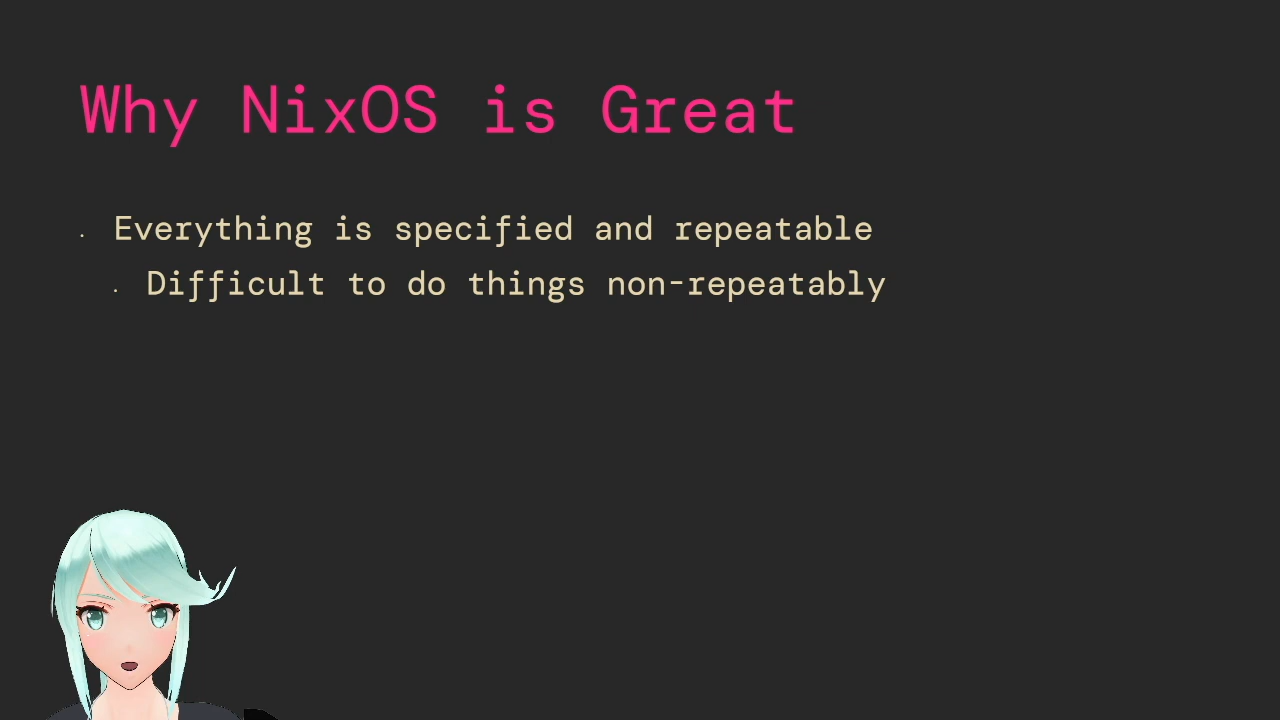 Why NixOS is Great
· Everything is specified and repeatable
· Difficult to do things non-repeatably